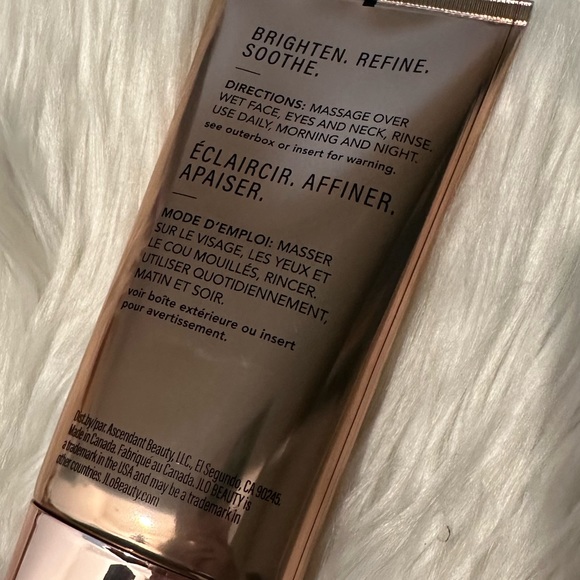 BRIGHTEN. REFINE.
SOOTHE.
DIRECTIONS: MASSAGE OVER
WET FACE, EYES AND NECK, RINSE.
USE DAILY, MORNING AND NIGHT.
see outerbox or insert for warning.
ÉCLAIRCIR. AFFINER.
APAISER.
MODE D'EMPLOI: MASSER
SUR LE VISAGE, LES YEUX ET
LE COU MOUILLÉS, RINCER.
UTILISER QUOTIDIENNEMENT,
MATIN ET SOIR.
voir boîte extérieure ou insert
pour avertissement.
Dist.by/par. Ascendant Beauty, LLC, El Segundo, CA 90245.
Made in Canada. Fabriqué au Canada. JLO BEAUTY is
a trademark in the USA and may be a trademark in
other countries. JLoBeauty.com